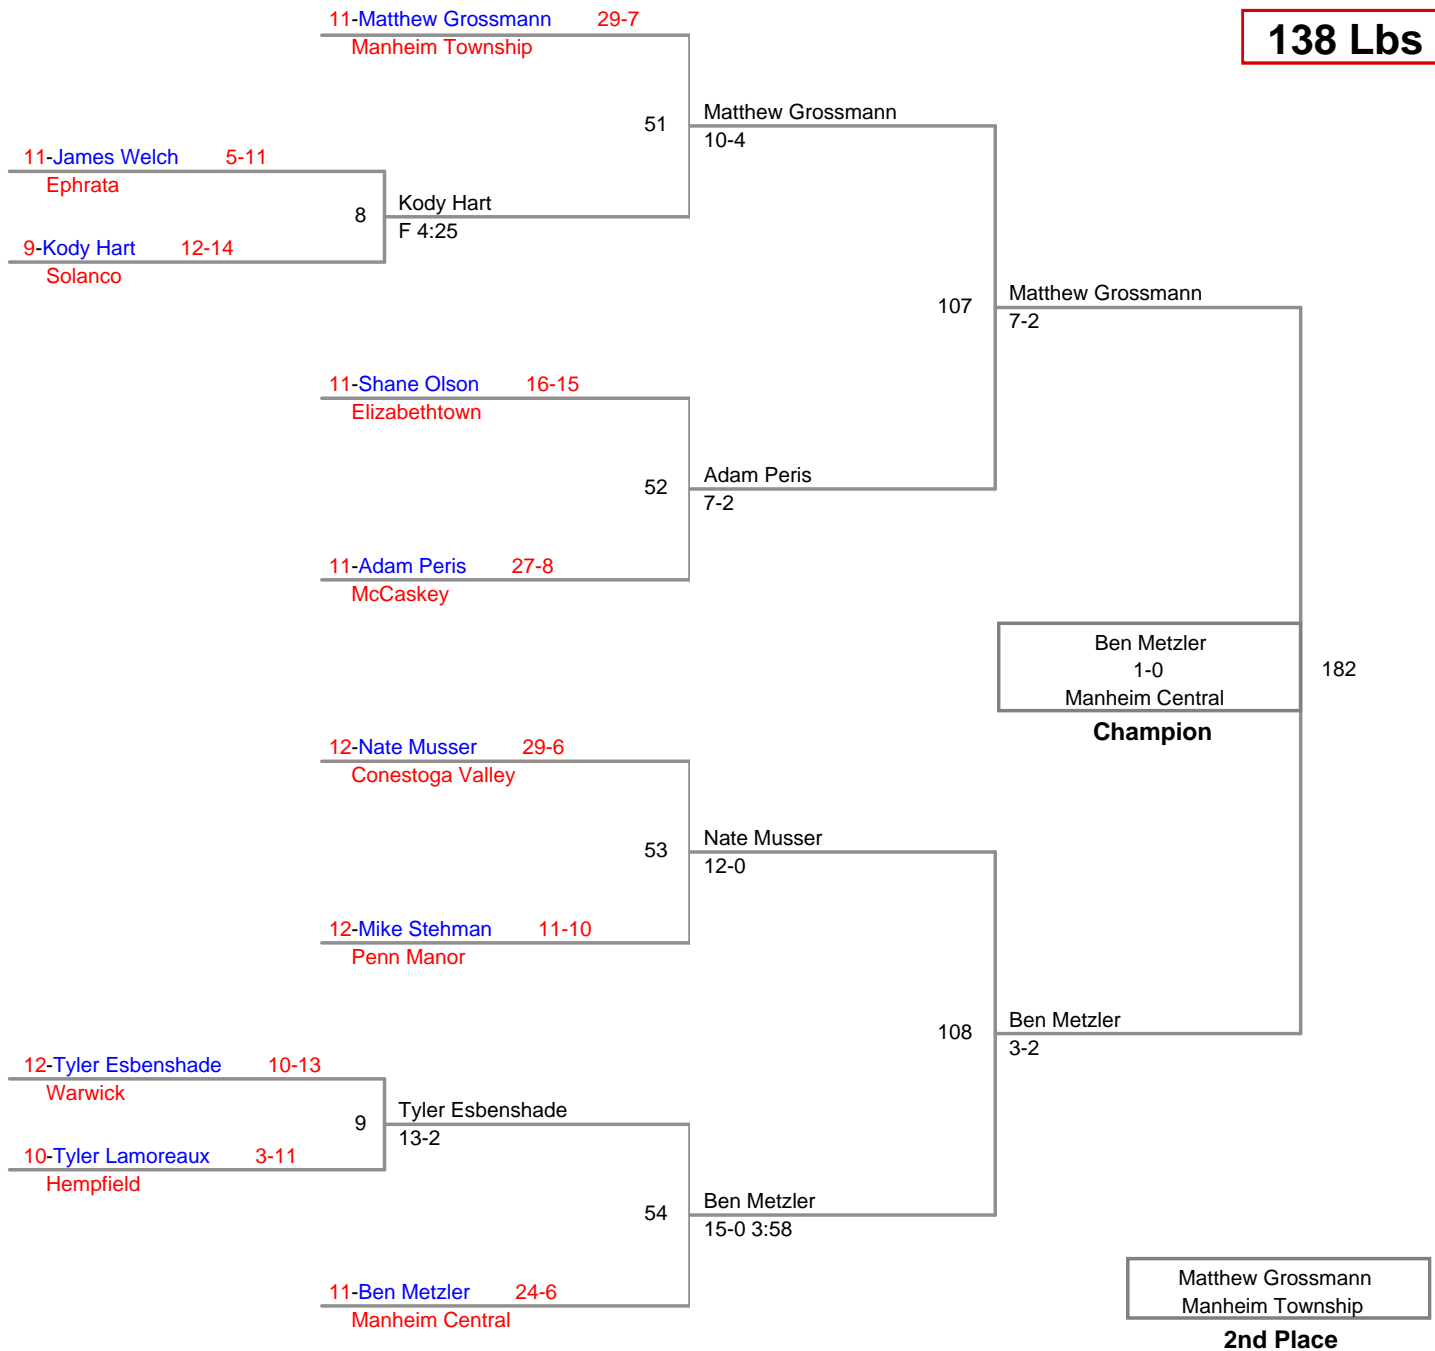 11-Matthew Grossmann 29-7
Manheim Township
138 Lbs
51
Matthew Grossmann
10-4
11-James Welch 5-11
Ephrata
8
Kody Hart
F 4:25
9-Kody Hart 12-14
Solanco
107
Matthew Grossmann
7-2
11-Shane Olson 16-15
Elizabethtown
52
Adam Peris
7-2
11-Adam Peris 27-8
McCaskey
Ben Metzler
1-0
Manheim Central
182
Champion
12-Nate Musser 29-6
Conestoga Valley
53
Nate Musser
12-0
12-Mike Stehman 11-10
Penn Manor
108
Ben Metzler
3-2
12-Tyler Esbenshade 10-13
Warwick
9
Tyler Esbenshade
13-2
10-Tyler Lamoreaux 3-11
Hempfield
54
Ben Metzler
15-0 3:58
11-Ben Metzler 24-6
Manheim Central
Matthew Grossmann
Manheim Township
2nd Place